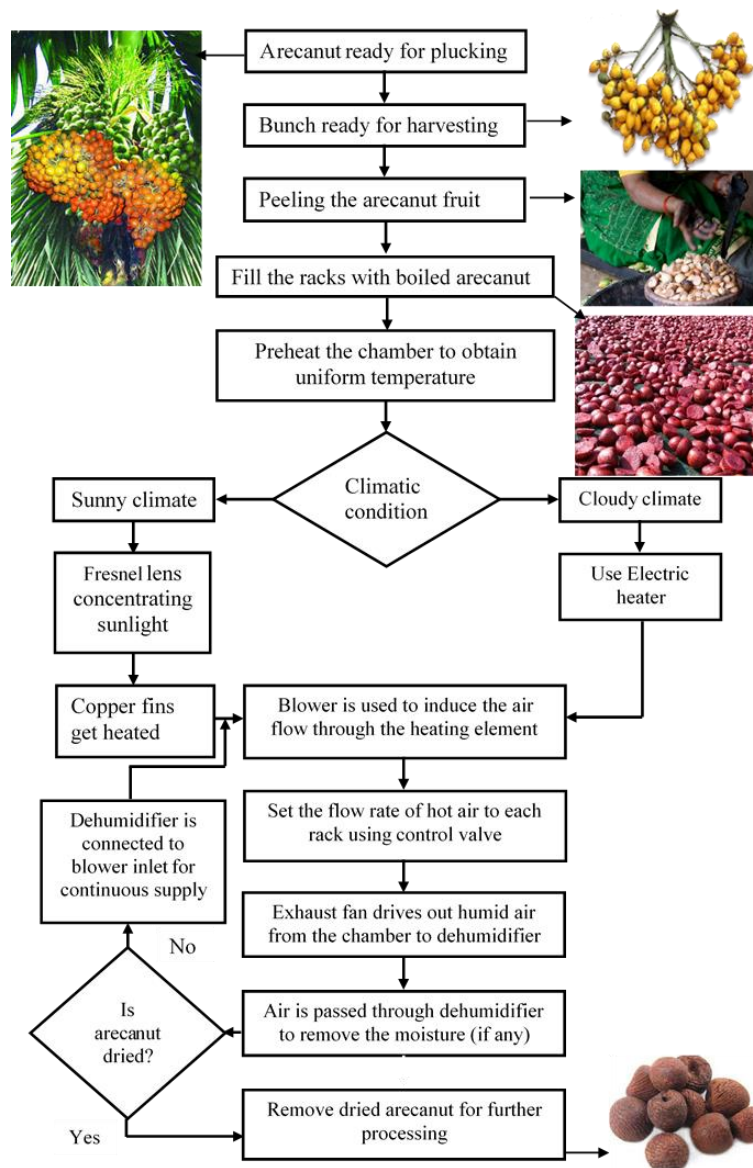 Arecanut ready for plucking
Bunch ready for harvesting
Peeling the arecanut fruit
Fill the racks with boiled arecanut
Preheat the chamber to obtain
uniform temperature
Climatic
condition
Sunny climate
Cloudy climate
Fresnel lens
concentrating
sunlight
Use Electric
heater
Copper fins
get heated
Blower is used to induce the air
flow through the heating element
Set the flow rate of hot air to each
rack using control valve
Dehumidifier is
connected to
blower inlet for
continuous supply
Exhaust fan drives out humid air
from the chamber to dehumidifier
No
Air is passed through dehumidifier
to remove the moisture (if any)
Is
arecanut
dried?
Yes
Remove dried arecanut for further
processing